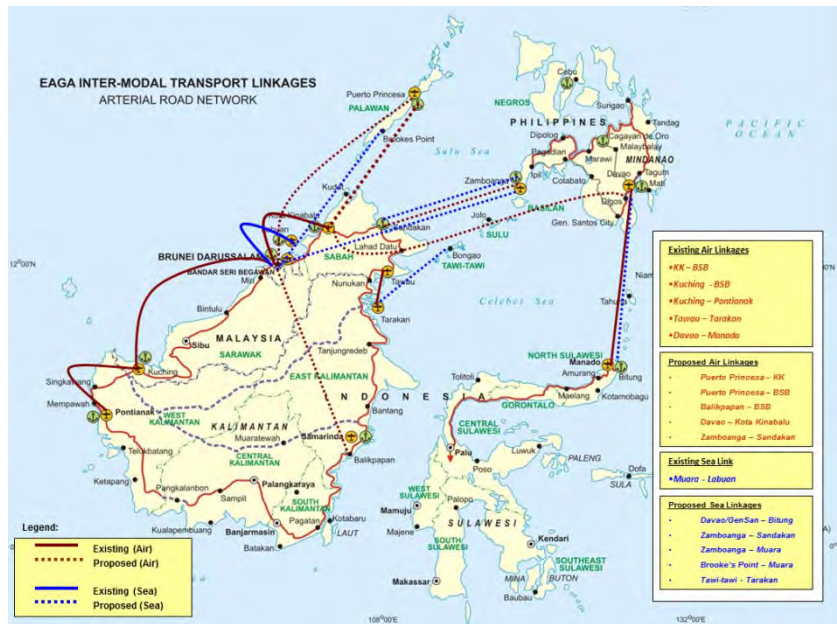 EAGA INTER-MODAL TRANSPORT LINKAGES
ARTERIAL ROAD NETWORK
Puerto Princesa
PALAWAN
Brookes Point
Sulu Sea
NEGROS
Cebu
PHILIPPINES
Surigao
PACIFIC
OCEAN
Tandag
Dipolog
Cagayan de Oro
Malaybalay
Pagadian
Marawi
MINDANAO
Zamboanga
Ipil
Cotabato
Davao
Tagum
Mati
Digos
BASILAN
Gen. Santos City
Jolo
SULU
Kudat
Kota Kinabalu
Sandakan
SABAH
Lahad Datu
Bongao
TAWI-TAWI
BRUNEI DARUSSALAM
BANDAR SERI BEGAWAN
12°00'N
Miri
Tawau
Nunukan
Celebes Sea
Tarakan
Bintulu
MALAYSIA
Sibu
SARAWAK
Tanjungredeb
Kuching
EAST KALIMANTAN
NORTH SULAWESI
Manado
Bitung
Tolitoli
Amurang
Kotamobagu
Maelang
GORONTALO
Singkawang
Mempawah
Pontianak
WEST
KALIMANTAN
KALIMANTAN
Muaratewah
Bantang
Samarinda
Balikpapan
CENTRAL
SULAWESI
Palu
Luwuk
PALENG
Poso
Dofa
SULA
Telukbatang
CENTRAL
KALIMANTAN
Ketapang
Pangkalonban
Sampit
Palangkaraya
SOUTH
KALIMANTAN
Kualapembuang
Banjarmasin
Pagatan
Kotabaru
LAUT
Batakan
WEST
SULAWESI
Mamuju
Palopo
SULAWESI
Majene
SOUTH
SULAWESI
Kendari
SOUTHEAST
SULAWESI
Makassar
MINA
BUTON
Baubau
108°00'E
132°00'E
Existing Air Linkages
•KK – BSB
•Kuching - BSB
•Kuching – Pontianak
•Tawau – Tarakan
•Davao – Manado
Proposed Air Linkages
- Puerto Princesa – KK
- Puerto Princesa – BSB
- Balikpapan – BSB
- Davao – Kota Kinabalu
- Zamboanga – Sandakan
Existing Sea Link
•Muara – Labuan
Proposed Sea Linkages
- Davao/GenSan – Bitung
- Zamboanga – Sandakan
- Zamboanga – Muara
- Brooke's Point – Muara
- Tawi-tawi - Tarakan
Legend:
Existing (Air)
Proposed (Air)
Existing (Sea)
Proposed (Sea)